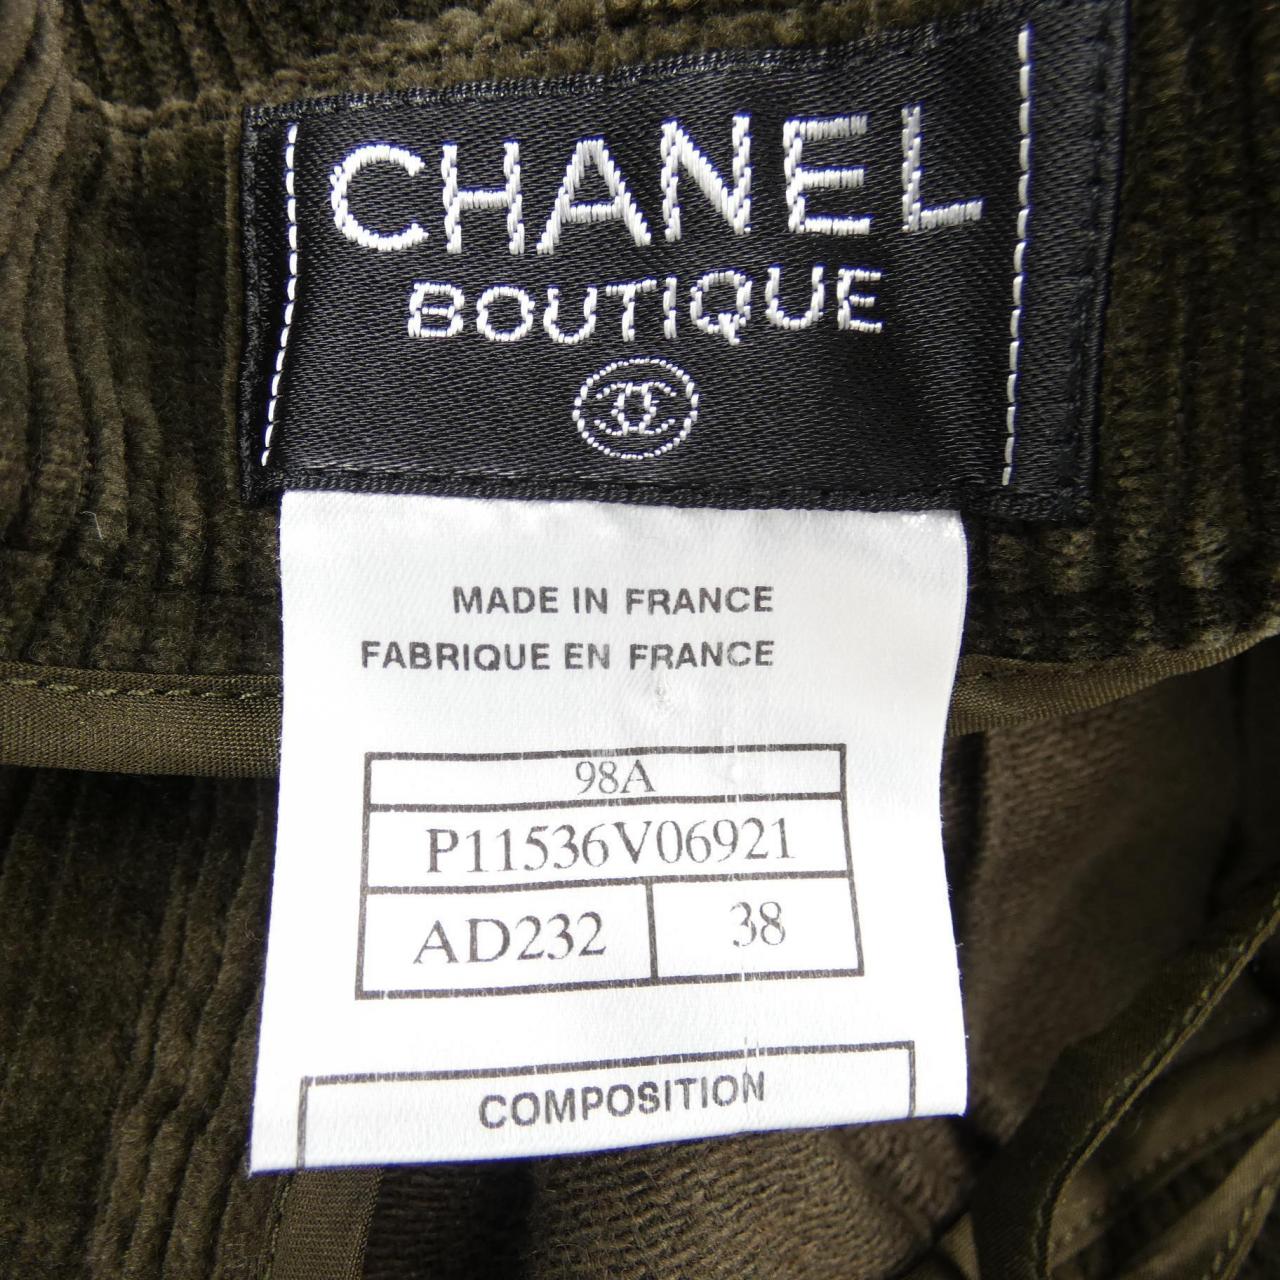 CHANEL
BOUTIQUE
MADE IN FRANCE
FABRIQUE EN FRANCE
98A
P11536V06921
AD232 38
COMPOSITION